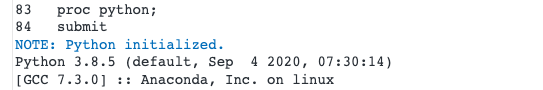 83   proc python;
84   submit
NOTE: Python initialized.
Python 3.8.5 (default, Sep  4 2020, 07:30:14)
[GCC 7.3.0] :: Anaconda, Inc. on linux